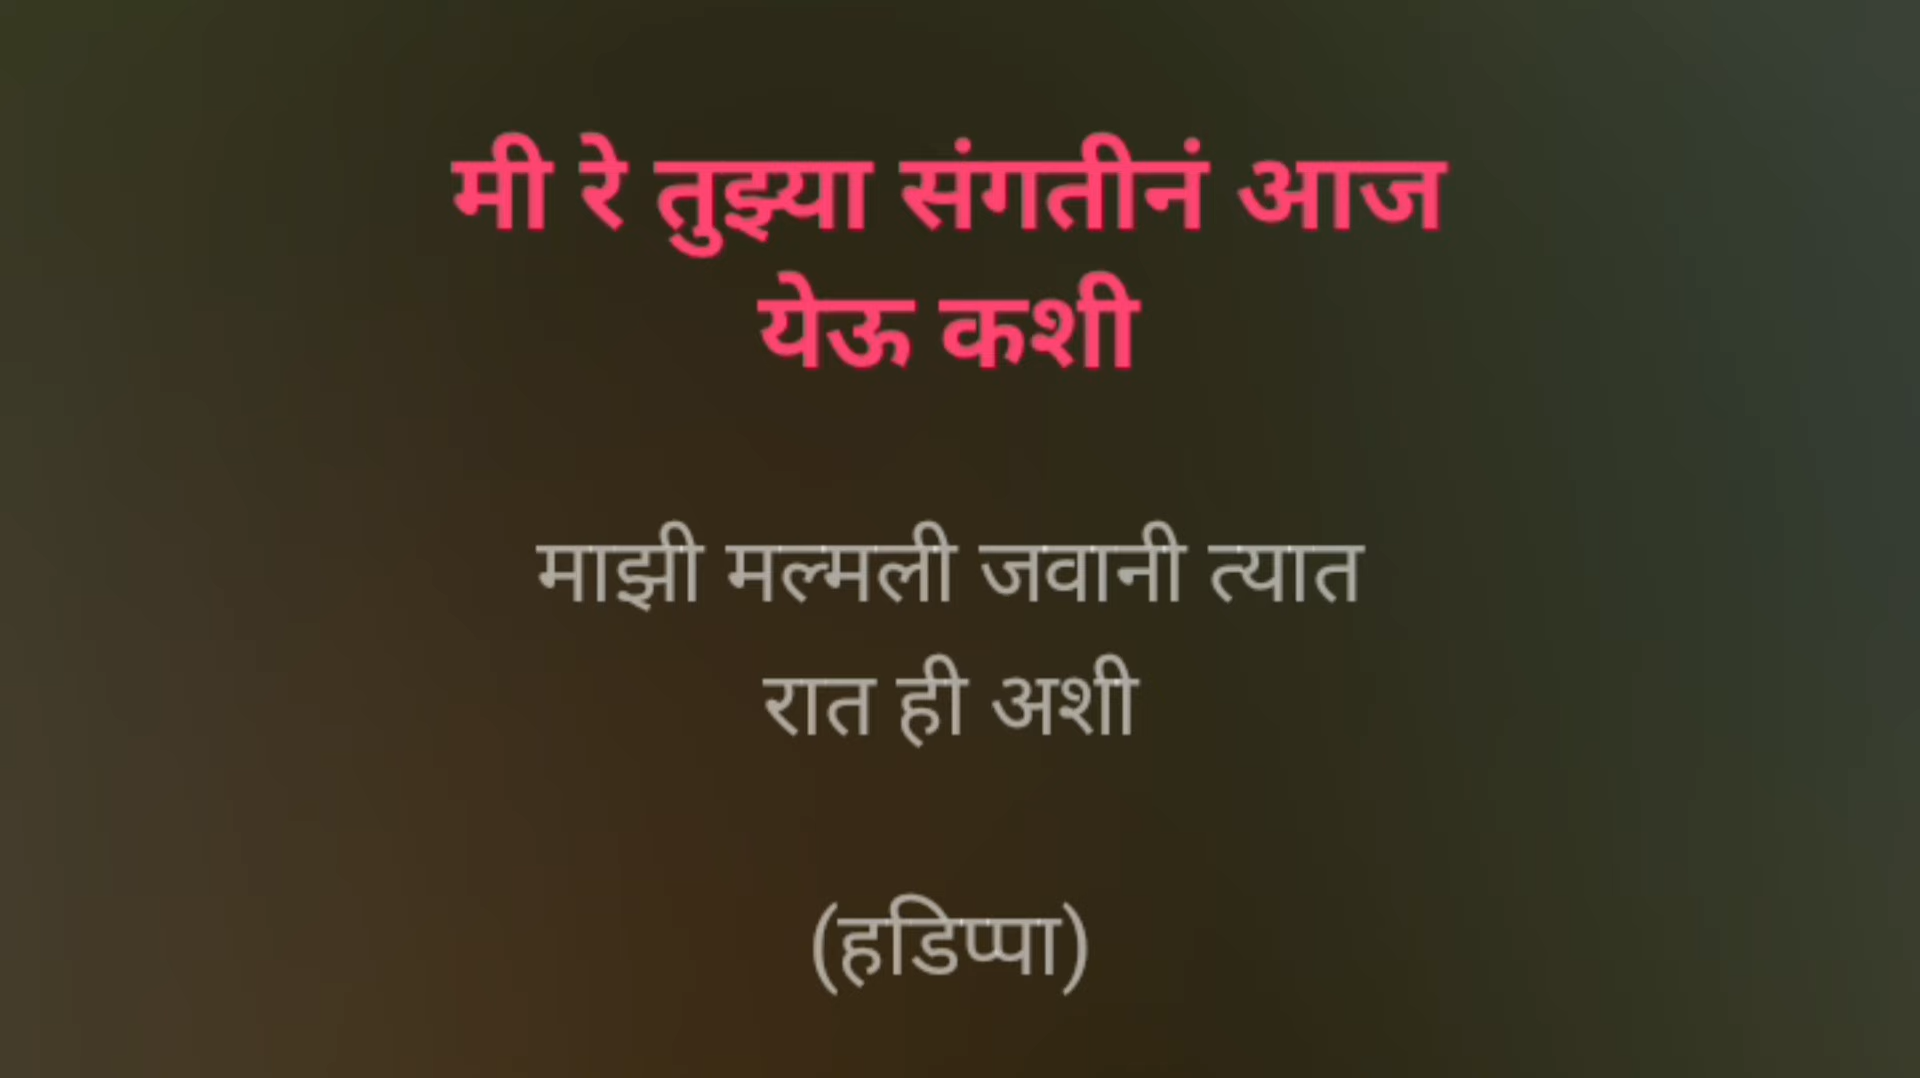 मी रे तुझ्या संगतीनं आज
येऊ कशी
माझी मल्मली जवानी त्यात
रात ही अशी
(हडिप्पा)